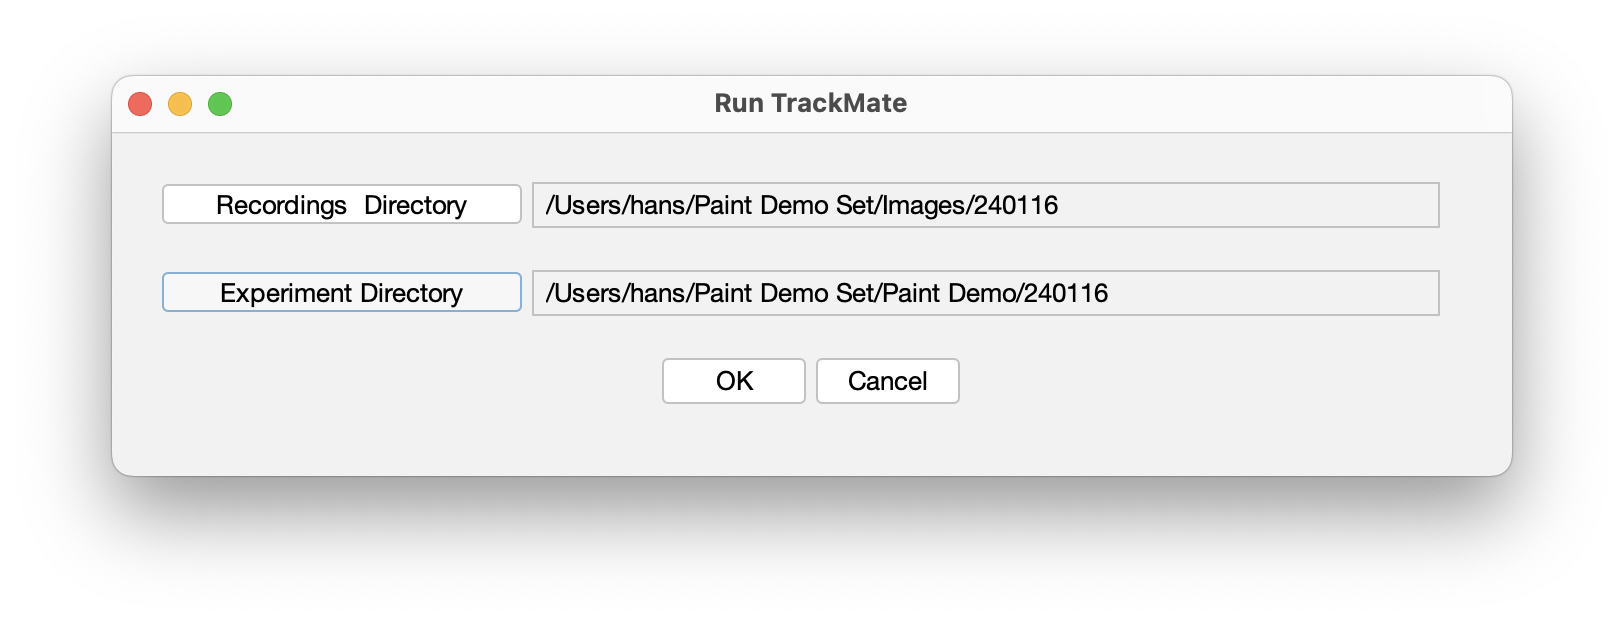 Run TrackMate
Recordings Directory
/Users/hans/Paint Demo Set/Images/240116
Experiment Directory
/Users/hans/Paint Demo Set/Paint Demo/240116
OK
Cancel